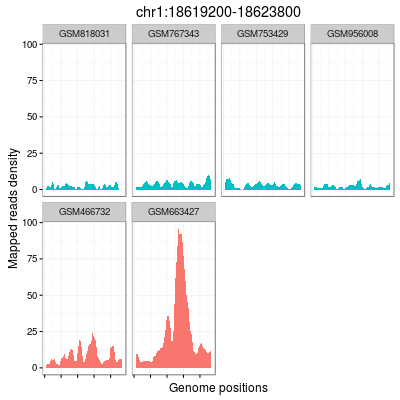 chr1:18619200-18623800
GSM818031 GSM767343 GSM753429 GSM956008
100
75
50
25
0
Mapped reads density
GSM466732 GSM663427
100
75
50
25
0
Genome positions